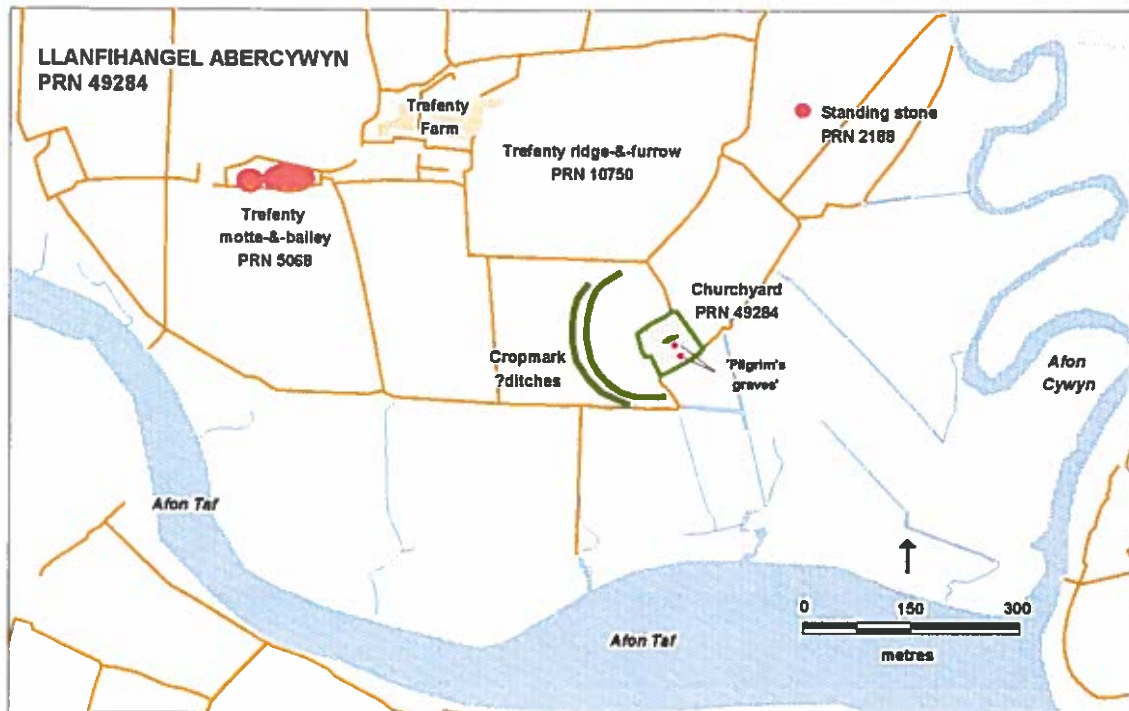 LLANFIHANGEL ABERCYWYN
PRN 49284
Trefenty
Farm
Standing stone
PRN 2188
Trefenty ridge-&-furrow
PRN 10750
Trefenty
motte-&-bailey
PRN 5068
Churchyard
PRN 49284
Cropmark
?ditches
'Pilgrim's
graves'
Afon
Cywyn
Afon Taf
Afon Taf
0 150 300
metres